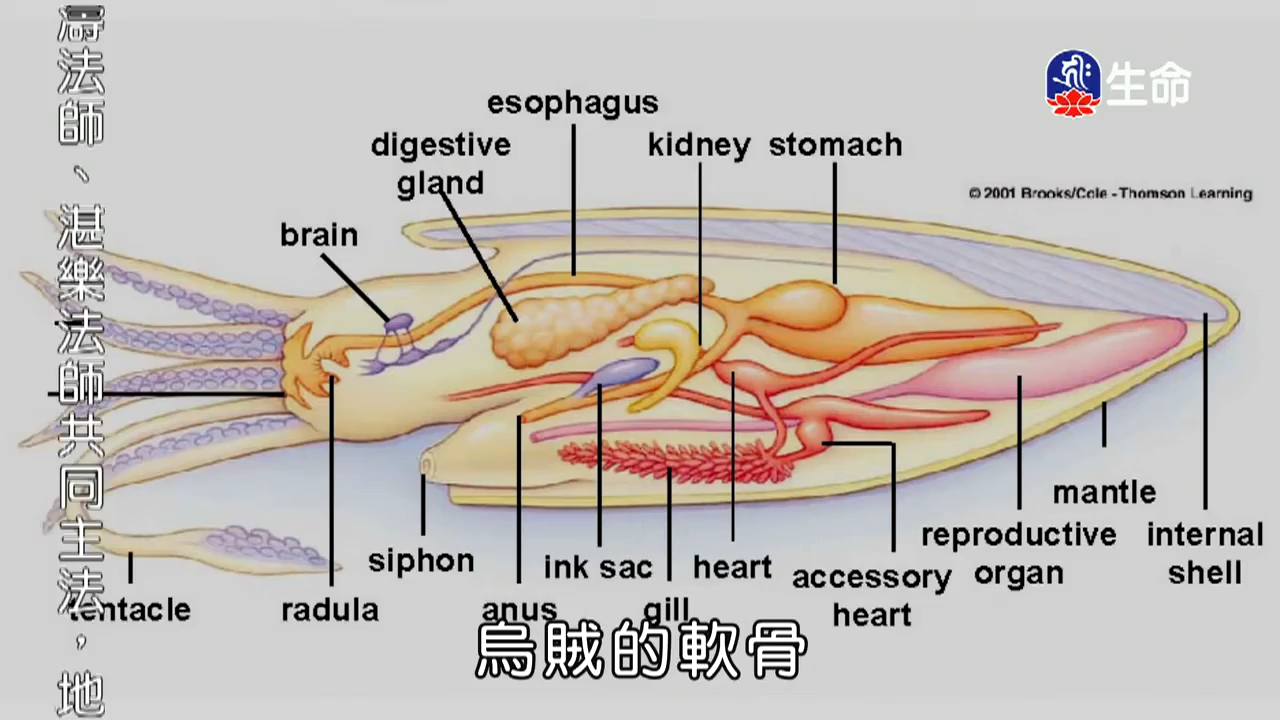 濤法師、湛樂法師共同主法，地
生命
esophagus
digestive
gland
kidney
stomach
© 2001 Brooks/Cole - Thomson Learning
brain
mantle
siphon
ink sac
heart
accessory
heart
reproductive
organ
internal
shell
tentacle
radula
anus
gill
烏賊的軟骨